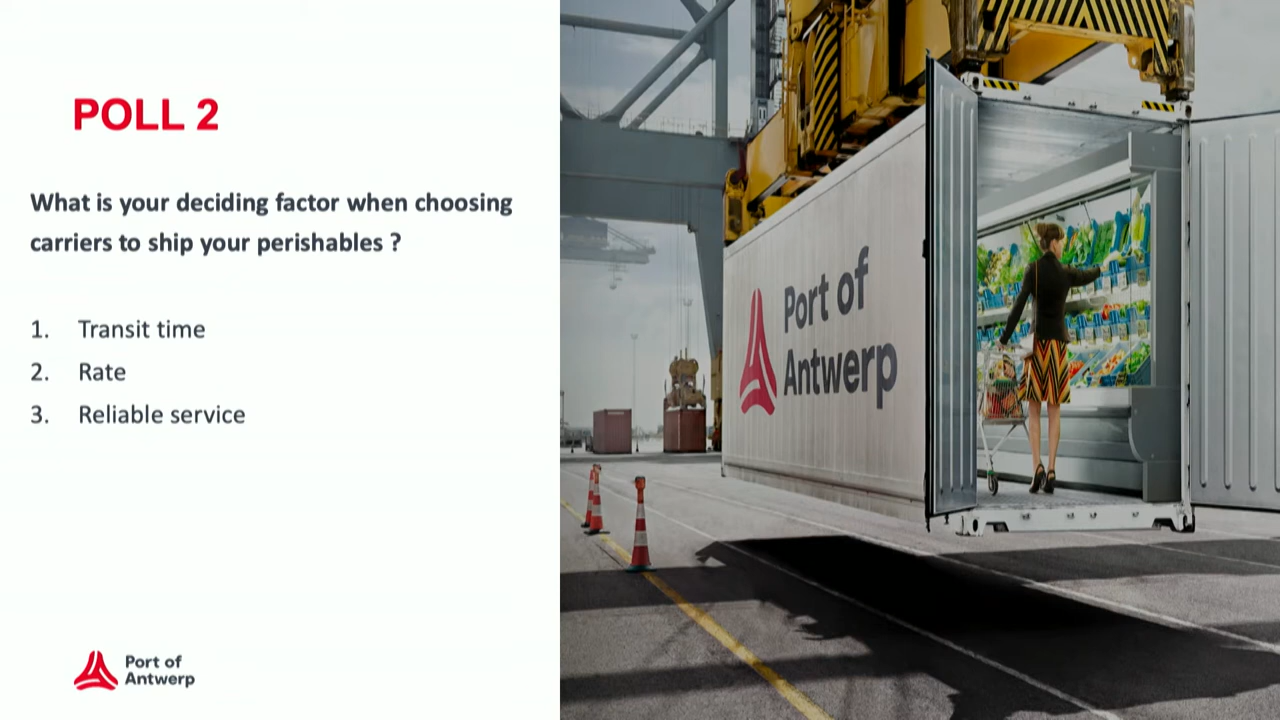 POLL 2
What is your deciding factor when choosing
carriers to ship your perishables ?
1. Transit time
2. Rate
3. Reliable service
Port of
Antwerp
Port of
Antwerp